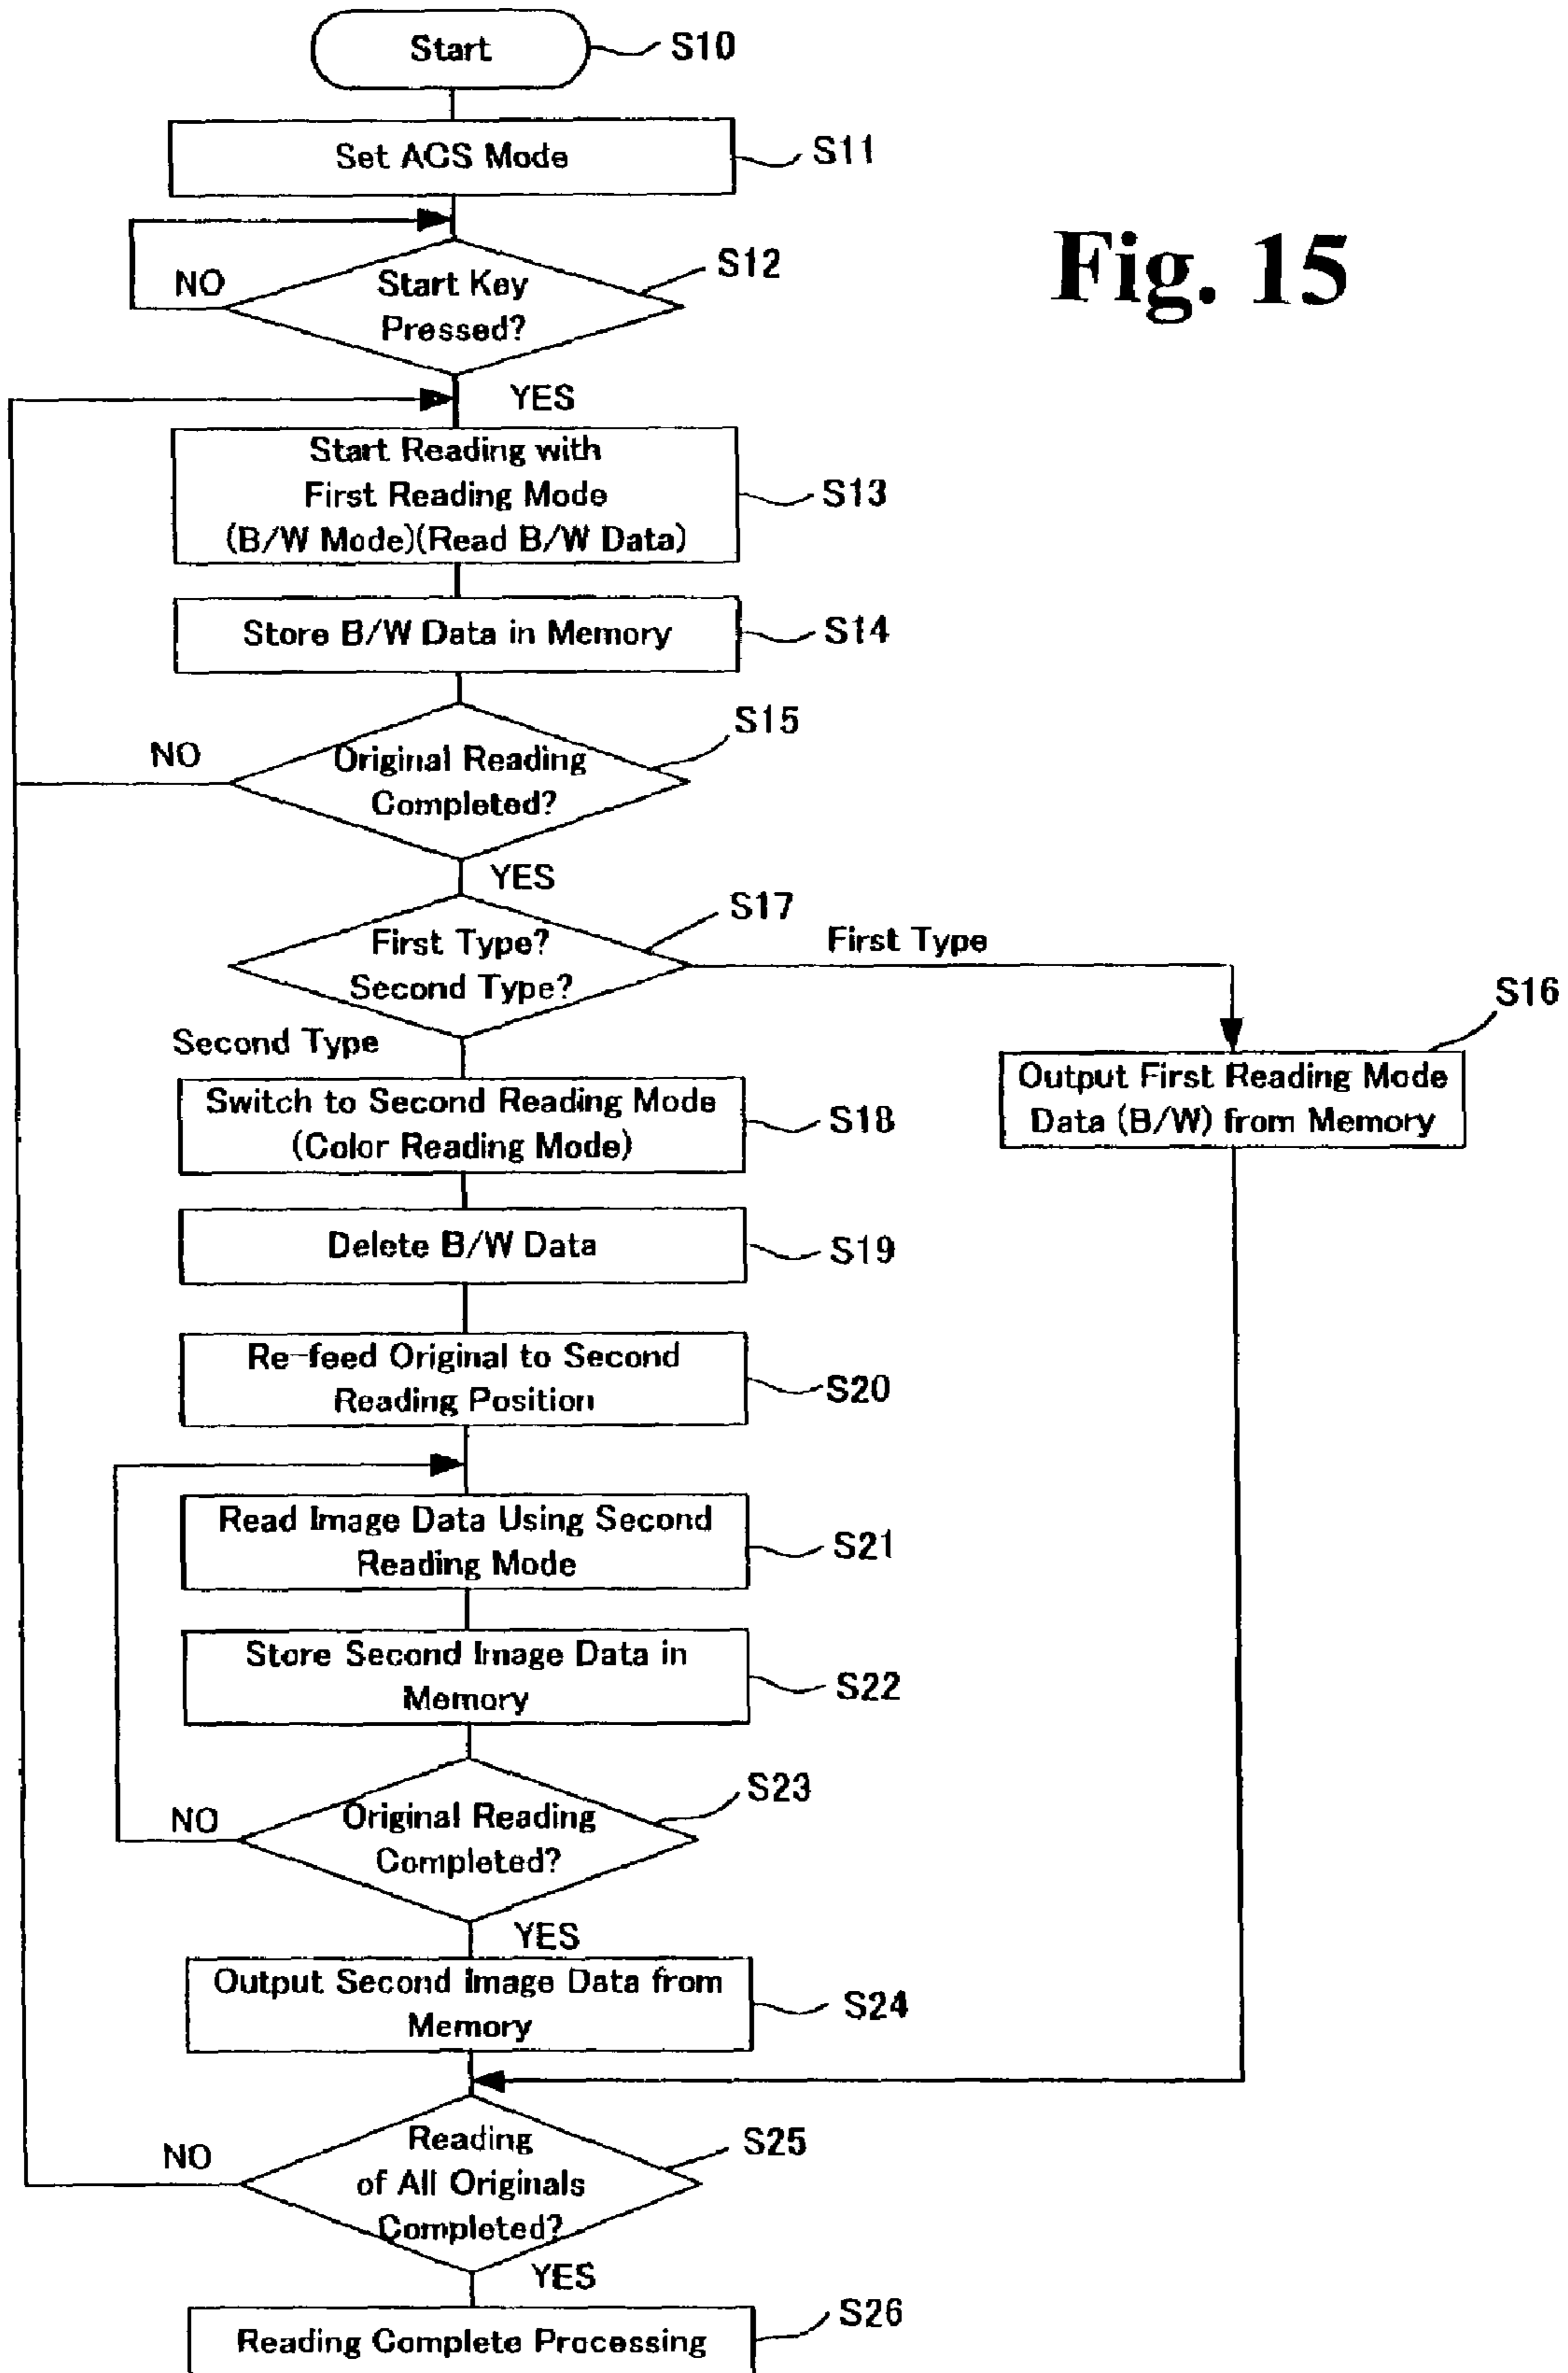 Start
S10
Set ACS Mode
S11
Fig. 15
NO
Start Key
Pressed?
S12
YES
Start Reading with
First Reading Mode
(B/W Mode)(Read B/W Data)
S13
Store B/W Data in Memory
S14
NO
Original Reading
Completed?
S15
YES
First Type?
Second Type?
S17
First Type
S16
Output First Reading Mode
Data (B/W) from Memory
Second Type
Switch to Second Reading Mode
(Color Reading Mode)
S18
Delete B/W Data
S19
Re-feed Original to Second
Reading Position
S20
Read Image Data Using Second
Reading Mode
S21
Store Second Image Data in
Memory
S22
NO
Original Reading
Completed?
S23
YES
Output Second Image Data from
Memory
S24
NO
Reading
of All Originals
Completed?
S25
YES
Reading Complete Processing
S26